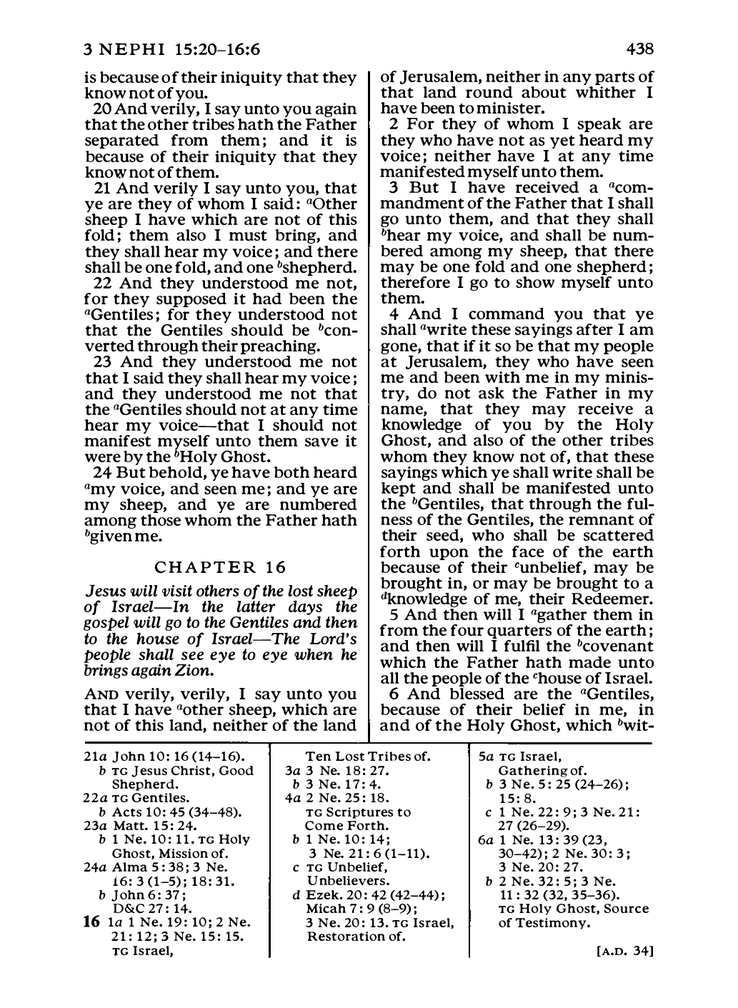 3 NEPHI 15:20–16:6
438
is because of their iniquity that they
know not of you.
20 And verily, I say unto you again
that the other tribes hath the Father
separated from them; and it is
because of their iniquity that they
know not of them.
21 And verily I say unto you, that
ye are they of whom I said: aOther
sheep I have which are not of this
fold; them also I must bring, and
they shall hear my voice; and there
shall be one fold, and one bshepherd.
22 And they understood me not,
for they supposed it had been the
aGentiles; for they understood not
that the Gentiles should be bcon-
verted through their preaching.
23 And they understood me not
that I said they shall hear my voice;
and they understood me not that
the aGentiles should not at any time
hear my voice—that I should not
manifest myself unto them save it
were by the bHoly Ghost.
24 But behold, ye have both heard
amy voice, and seen me; and ye are
my sheep, and ye are numbered
among those whom the Father hath
bgiven me.
CHAPTER 16
Jesus will visit others of the lost sheep
of Israel—In the latter days the
gospel will go to the Gentiles and then
to the house of Israel—The Lord's
people shall see eye to eye when he
brings again Zion.
AND verily, verily, I say unto you
that I have aother sheep, which are
not of this land, neither of the land
of Jerusalem, neither in any parts of
that land round about whither I
have been to minister.
2 For they of whom I speak are
they who have not as yet heard my
voice; neither have I at any time
manifested myself unto them.
3 But I have received a acom-
mandment of the Father that I shall
go unto them, and that they shall
bhear my voice, and shall be num-
bered among my sheep, that there
may be one fold and one shepherd;
therefore I go to show myself unto
them.
4 And I command you that ye
shall awrite these sayings after I am
gone, that if it so be that my people
at Jerusalem, they who have seen
me and been with me in my minis-
try, do not ask the Father in my
name, that they may receive a
knowledge of you by the Holy
Ghost, and also of the other tribes
whom they know not of, that these
sayings which ye shall write shall be
kept and shall be manifested unto
the bGentiles, that through the ful-
ness of the Gentiles, the remnant of
their seed, who shall be scattered
forth upon the face of the earth
because of their cunbelief, may be
brought in, or may be brought to a
dknowledge of me, their Redeemer.
5 And then will I agather them in
from the four quarters of the earth;
and then will I fulfil the bcovenant
which the Father hath made unto
all the people of the chouse of Israel.
6 And blessed are the aGentiles,
because of their belief in me, in
and of the Holy Ghost, which bwit-
21a John 10:16 (14–16).
b TG Jesus Christ, Good
Shepherd.
22a TG Gentiles.
b Acts 10:45 (34–48).
23a Matt. 15:24.
b 1 Ne. 10:11. TG Holy
Ghost, Mission of.
24a Alma 5:38; 3 Ne.
16:3 (1–5); 18:31.
b John 6:37;
D&C 27:14.
16 1a 1 Ne. 19:10; 2 Ne.
21:12; 3 Ne. 15:15.
TG Israel,
Ten Lost Tribes of.
3a 3 Ne. 18:27.
b 3 Ne. 17:4.
4a 2 Ne. 25:18.
TG Scriptures to
Come Forth.
b 1 Ne. 10:14;
3 Ne. 21:6 (1–11).
c TG Unbelief,
Unbelievers.
d Ezek. 20:42 (42–44);
Micah 7:9 (8–9);
3 Ne. 20:13. TG Israel,
Restoration of.
5a TG Israel,
Gathering of.
b 3 Ne. 5:25 (24–26);
15:8.
c 1 Ne. 22:9; 3 Ne. 21:
27 (26–29).
6a 1 Ne. 13:39 (23,
30–42); 2 Ne. 30:3;
3 Ne. 20:27.
b 2 Ne. 32:5; 3 Ne.
11:32 (32, 35–36).
TG Holy Ghost, Source
of Testimony.
[A.D. 34]